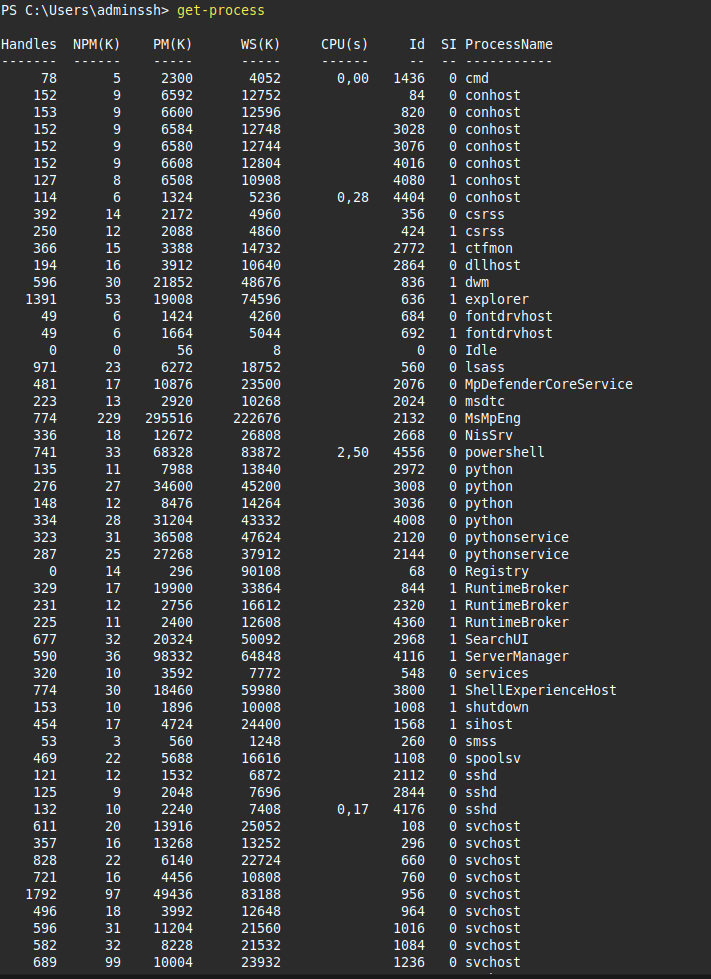 PS C:\Users\adminssh> get-process
Handles NPM(K) PM(K) WS(K) CPU(s) Id SI ProcessName
------- ------ ----- ----- ------ -- -- -----------
78 5 2300 4052 0,00 1436 0 cmd
152 9 6592 12752 84 0 conhost
153 9 6600 12596 820 0 conhost
152 9 6584 12748 3028 0 conhost
152 9 6580 12744 3076 0 conhost
152 9 6608 12804 4016 0 conhost
127 8 6508 10908 4080 1 conhost
114 6 1324 5236 0,28 4404 0 conhost
392 14 2172 4960 356 0 csrss
250 12 2088 4860 424 1 csrss
366 15 3388 14732 2772 1 ctfmon
194 16 3912 10640 2864 0 dllhost
596 30 21852 48676 836 1 dwm
1391 53 19008 74596 636 1 explorer
49 6 1424 4260 684 0 fontdrvhost
49 6 1664 5044 692 1 fontdrvhost
0 0 56 8 0 0 Idle
971 23 6272 18752 560 0 lsass
481 17 10876 23500 2076 0 MpDefenderCoreService
223 13 2920 10268 2024 0 msdtc
774 229 295516 222676 2132 0 MsMpEng
336 18 12672 26808 2668 0 NisSrv
741 33 68328 83872 2,50 4556 0 powershell
135 11 7988 13840 2972 0 python
276 27 34600 45200 3008 0 python
148 12 8476 14264 3036 0 python
334 28 31204 43332 4008 0 python
323 31 36508 47624 2120 0 pythonservice
287 25 27268 37912 2144 0 pythonservice
0 14 296 90108 68 0 Registry
329 17 19900 33864 844 1 RuntimeBroker
231 12 2756 16612 2320 1 RuntimeBroker
225 11 2400 12608 4360 1 RuntimeBroker
677 32 20324 50092 2968 1 SearchUI
590 36 98332 64848 4116 1 ServerManager
320 10 3592 7772 548 0 services
774 30 18460 59980 3800 1 ShellExperienceHost
153 10 1896 10008 1008 1 shutdown
454 17 4724 24400 1568 1 sihost
53 3 560 1248 260 0 smss
469 22 5688 16616 1108 0 spoolsv
121 12 1532 6872 2112 0 sshd
125 9 2048 7696 2844 0 sshd
132 10 2240 7408 0,17 4176 0 sshd
611 20 13916 25052 108 0 svchost
357 16 13268 13252 296 0 svchost
828 22 6140 22724 660 0 svchost
721 16 4456 10808 760 0 svchost
1792 97 49436 83188 956 0 svchost
496 18 3992 12648 964 0 svchost
596 31 11204 21560 1016 0 svchost
582 32 8228 21532 1084 0 svchost
689 99 10004 23932 1236 0 svchost